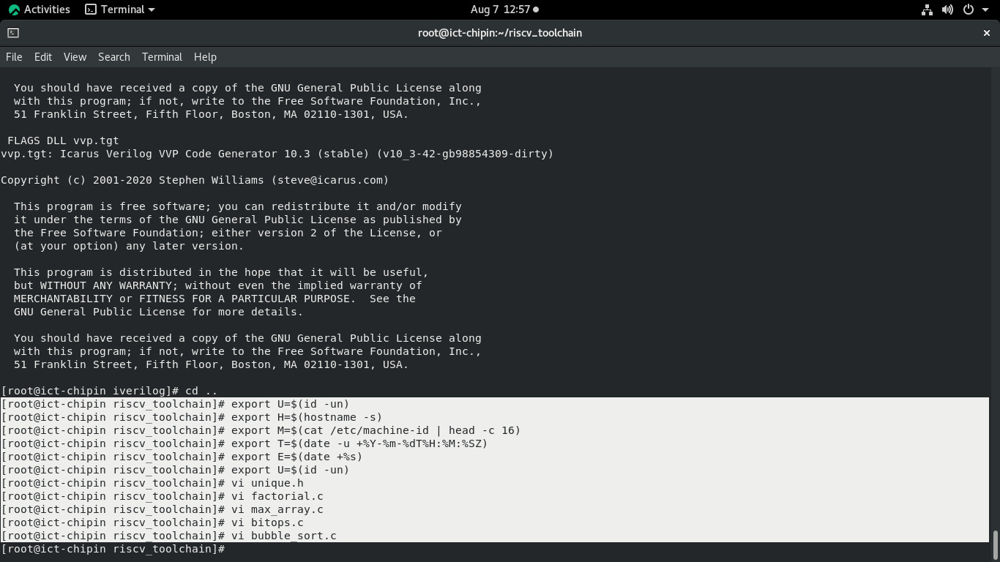 Activities Terminal Aug 7 12:57
root@ict-chipin:~/riscv_toolchain
File Edit View Search Terminal Help
You should have received a copy of the GNU General Public License along
with this program; if not, write to the Free Software Foundation, Inc.,
51 Franklin Street, Fifth Floor, Boston, MA 02110-1301, USA.
FLAGS DLL vvp.tgt
vvp.tgt: Icarus Verilog VVP Code Generator 10.3 (stable) (v10_3-42-gb98854309-dirty)
Copyright (c) 2001-2020 Stephen Williams (steve@icarus.com)
This program is free software; you can redistribute it and/or modify
it under the terms of the GNU General Public License as published by
the Free Software Foundation; either version 2 of the License, or
(at your option) any later version.
This program is distributed in the hope that it will be useful,
but WITHOUT ANY WARRANTY; without even the implied warranty of
MERCHANTABILITY or FITNESS FOR A PARTICULAR PURPOSE.  See the
GNU General Public License for more details.
You should have received a copy of the GNU General Public License along
with this program; if not, write to the Free Software Foundation, Inc.,
51 Franklin Street, Fifth Floor, Boston, MA 02110-1301, USA.
[root@ict-chipin iverilog]# cd ..
[root@ict-chipin riscv_toolchain]# export U=$(id -un)
[root@ict-chipin riscv_toolchain]# export H=$(hostname -s)
[root@ict-chipin riscv_toolchain]# export M=$(cat /etc/machine-id | head -c 16)
[root@ict-chipin riscv_toolchain]# export T=$(date -u +%Y-%m-%dT%H:%M:%SZ)
[root@ict-chipin riscv_toolchain]# export E=$(date +%s)
[root@ict-chipin riscv_toolchain]# export U=$(id -un)
[root@ict-chipin riscv_toolchain]# vi unique.h
[root@ict-chipin riscv_toolchain]# vi factorial.c
[root@ict-chipin riscv_toolchain]# vi max_array.c
[root@ict-chipin riscv_toolchain]# vi bitops.c
[root@ict-chipin riscv_toolchain]# vi bubble_sort.c
[root@ict-chipin riscv_toolchain]#